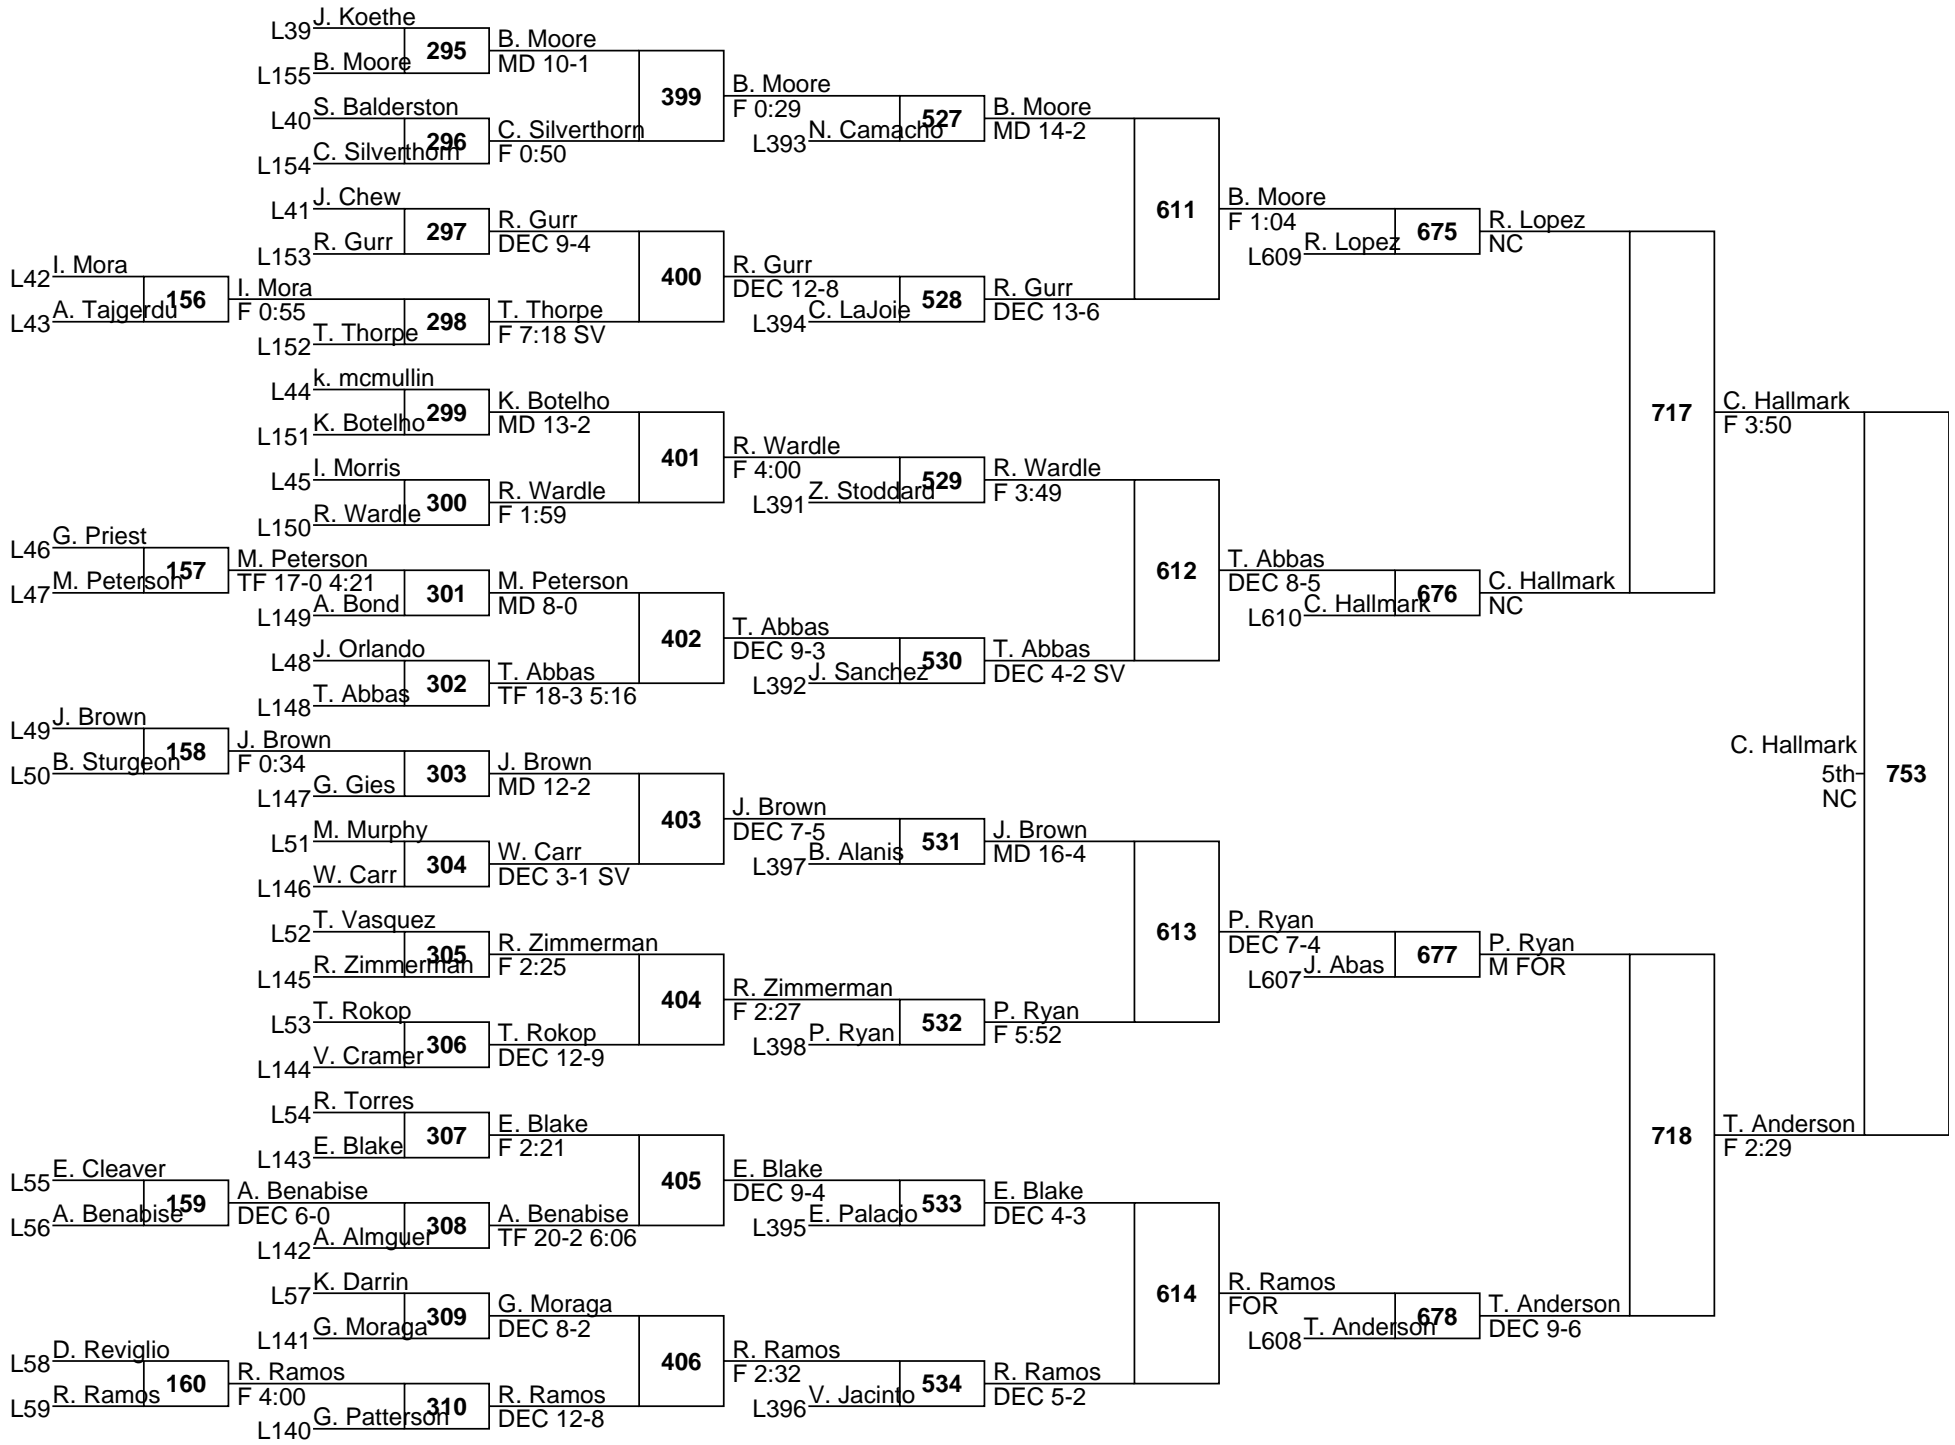 J. Koethe
L39
295
B. Moore
MD 10-1
B. Moore
L155
399
B. Moore
F 0:29
S. Balderston
L40
296
C. Silverthorn
F 0:50
C. Silverthorn
L154
527
B. Moore
MD 14-2
N. Camacho
L393
J. Chew
L41
297
R. Gurr
DEC 9-4
R. Gurr
L153
611
B. Moore
F 1:04
I. Mora
L42
156
I. Mora
F 0:55
A. Tajgerdu
L43
298
T. Thorpe
F 7:18 SV
T. Thorpe
L152
400
R. Gurr
DEC 12-8
528
R. Gurr
DEC 13-6
C. LaJoie
L394
675
R. Lopez
NC
R. Lopez
L609
k. mcmullin
L44
299
K. Botelho
MD 13-2
K. Botelho
L151
401
R. Wardle
F 4:00
I. Morris
L45
300
R. Wardle
F 1:59
R. Wardle
L150
529
R. Wardle
F 3:49
Z. Stoddard
L391
717
C. Hallmark
F 3:50
G. Priest
L46
157
M. Peterson
TF 17-0 4:21
M. Peterson
L47
301
M. Peterson
MD 8-0
A. Bond
L149
612
T. Abbas
DEC 8-5
676
C. Hallmark
NC
C. Hallmark
L610
402
T. Abbas
DEC 9-3
J. Orlando
L48
302
T. Abbas
TF 18-3 5:16
T. Abbas
L148
530
T. Abbas
DEC 4-2 SV
J. Sanchez
L392
J. Brown
L49
158
J. Brown
F 0:34
B. Sturgeon
L50
303
J. Brown
MD 12-2
G. Gies
L147
C. Hallmark
5th
NC
753
403
J. Brown
DEC 7-5
M. Murphy
L51
304
W. Carr
DEC 3-1 SV
W. Carr
L146
531
J. Brown
MD 16-4
B. Alanis
L397
T. Vasquez
L52
305
R. Zimmerman
F 2:25
R. Zimmerman
L145
613
P. Ryan
DEC 7-4
677
P. Ryan
M FOR
J. Abas
L607
404
R. Zimmerman
F 2:27
T. Rokop
L53
306
T. Rokop
DEC 12-9
V. Cramer
L144
532
P. Ryan
F 5:52
P. Ryan
L398
R. Torres
L54
307
E. Blake
F 2:21
E. Blake
L143
718
T. Anderson
F 2:29
E. Cleaver
L55
159
A. Benabise
DEC 6-0
A. Benabise
L56
308
A. Benabise
TF 20-2 6:06
A. Almguer
L142
405
E. Blake
DEC 9-4
533
E. Blake
DEC 4-3
E. Palacio
L395
K. Darrin
L57
309
G. Moraga
DEC 8-2
G. Moraga
L141
614
R. Ramos
FOR
678
T. Anderson
DEC 9-6
T. Anderson
L608
D. Reviglio
L58
160
R. Ramos
F 4:00
R. Ramos
L59
406
R. Ramos
F 2:32
310
R. Ramos
DEC 12-8
G. Patterson
L140
534
R. Ramos
DEC 5-2
V. Jacinto
L396